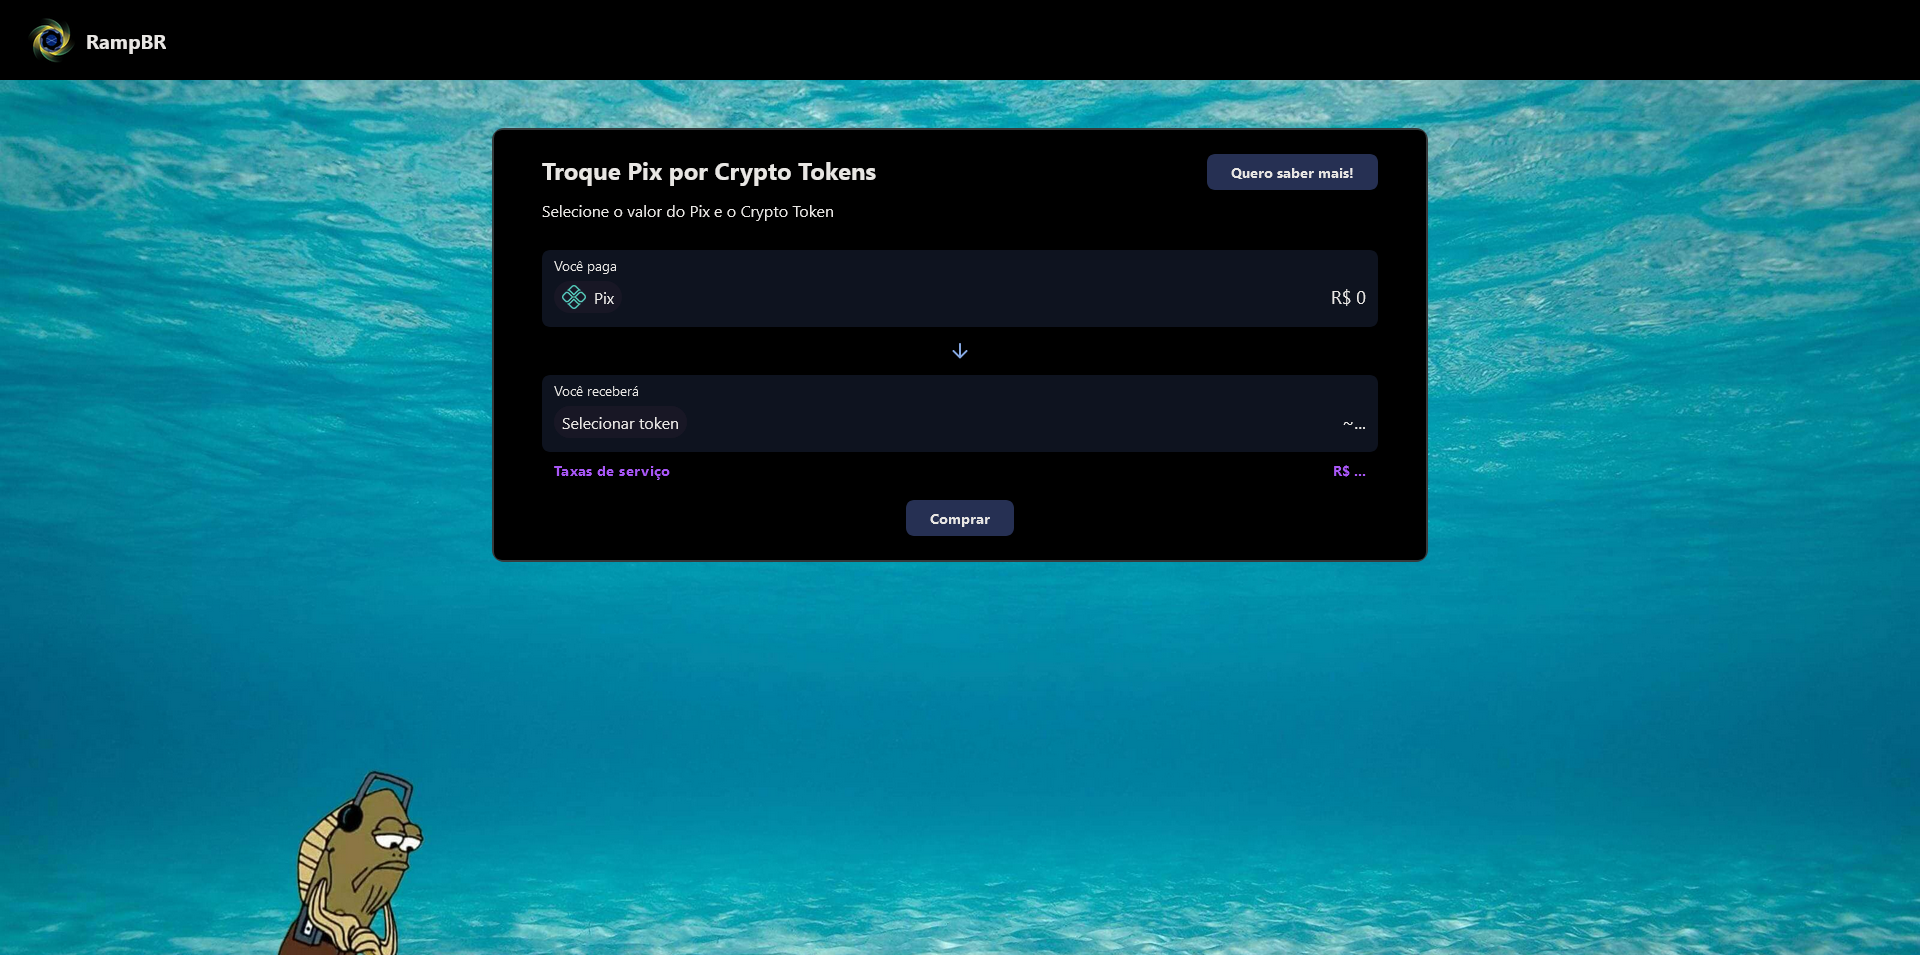 RampBR
Troque Pix por Crypto Tokens
Quero saber mais!
Selecione o valor do Pix e o Crypto Token
Você paga
Pix
R$ 0
Você receberá
Selecionar token
~...
Taxas de serviço
R$ ...
Comprar